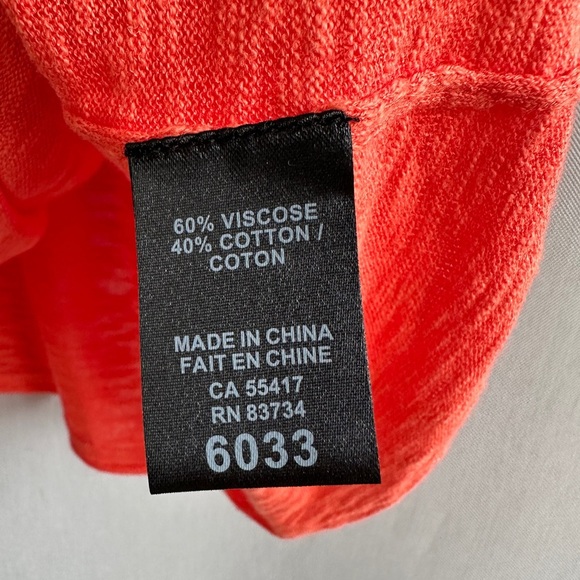 60% VISCOSE
40% COTTON /
COTON
MADE IN CHINA
FAIT EN CHINE
CA 55417
RN 83734
6033